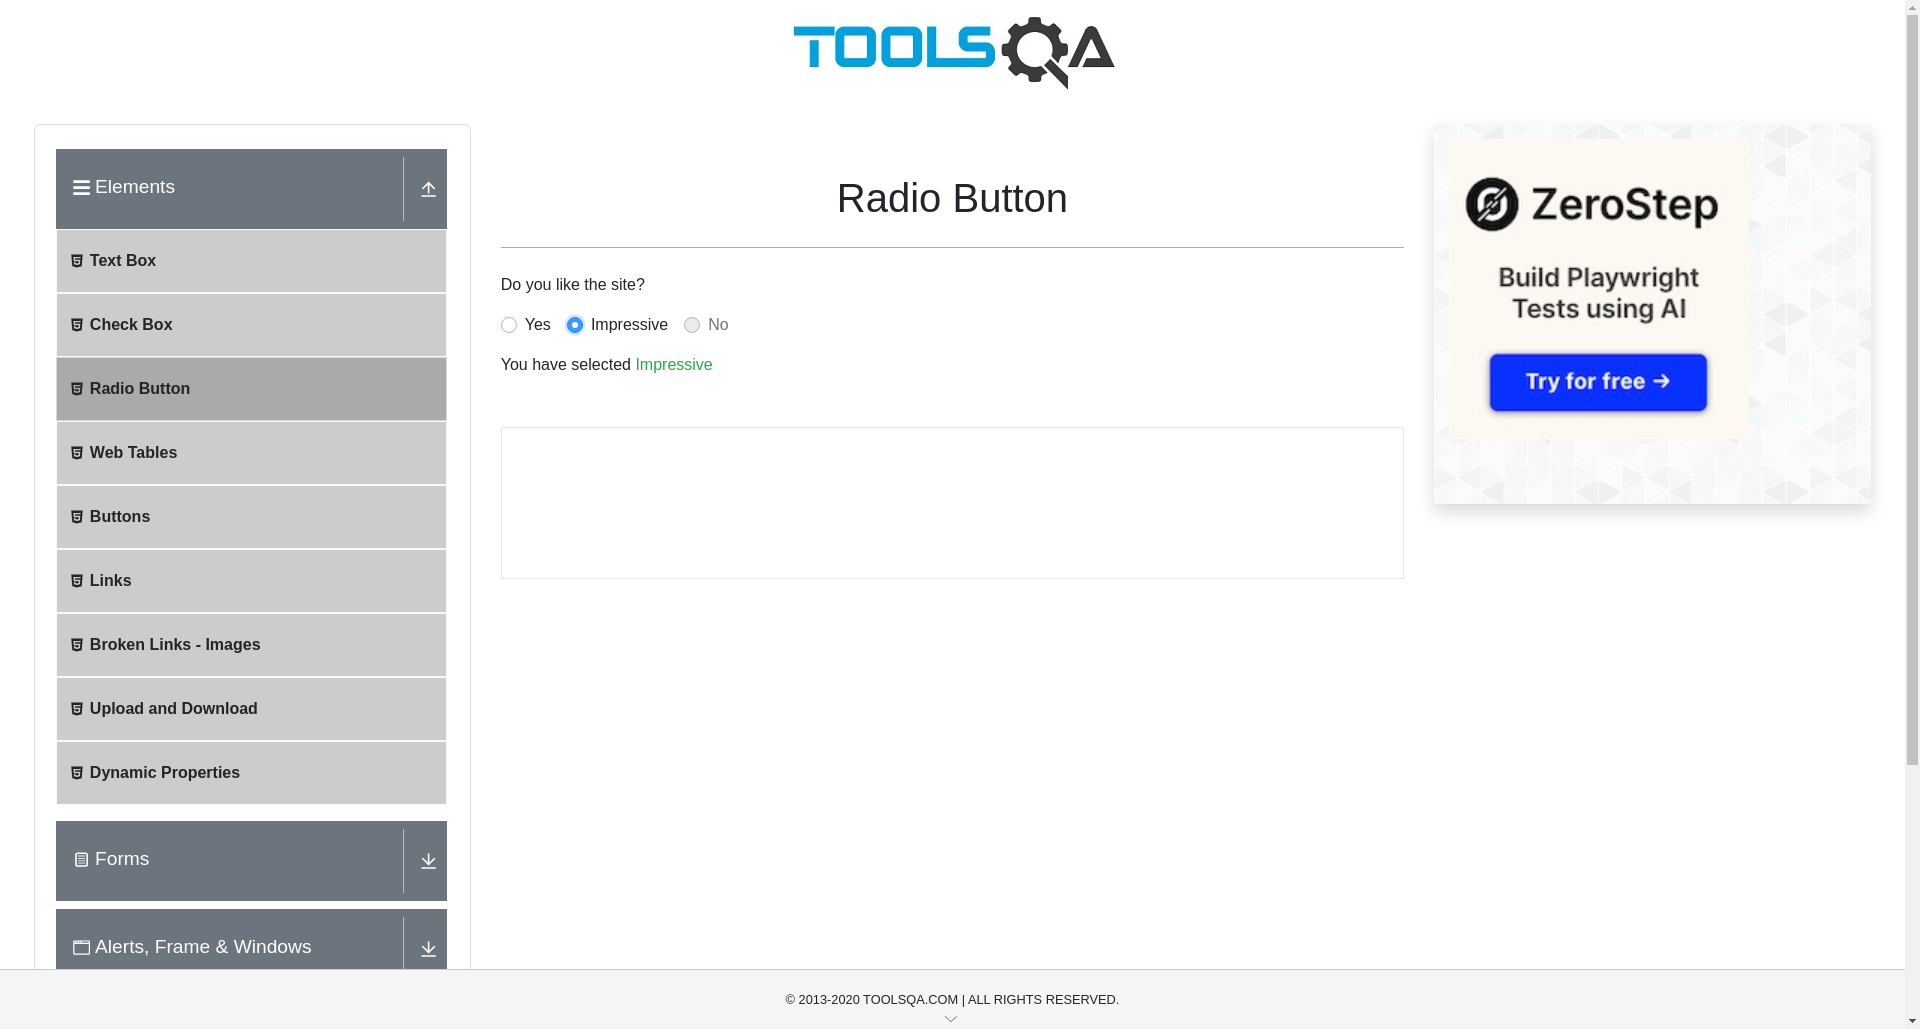 TOOLSQA
Elements
Text Box
Check Box
Radio Button
Web Tables
Buttons
Links
Broken Links - Images
Upload and Download
Dynamic Properties
Forms
Alerts, Frame & Windows
Radio Button
Do you like the site?
Yes Impressive No
You have selected Impressive
ZeroStep
Build Playwright
Tests using AI
Try for free →
© 2013-2020 TOOLSQA.COM | ALL RIGHTS RESERVED.